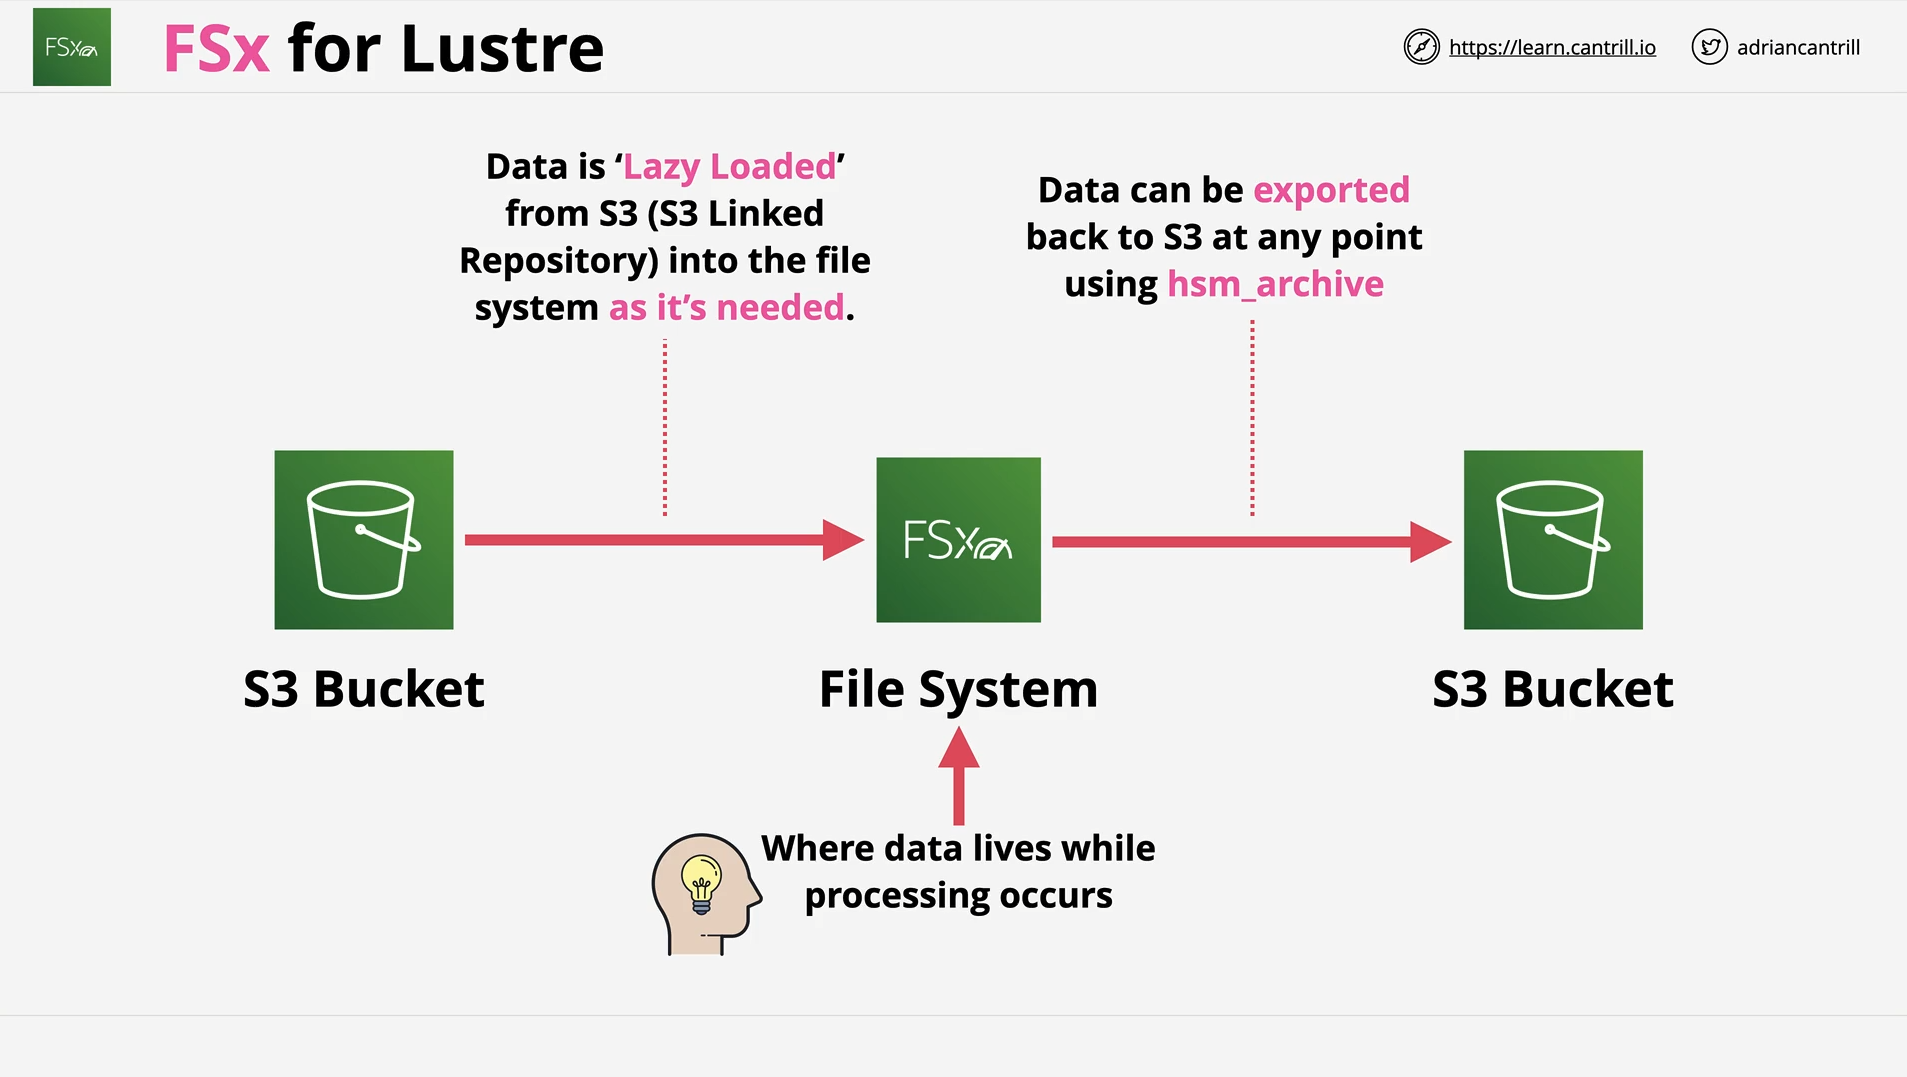 FSx
FSx for Lustre
https://learn.cantrill.io
adriancantrill
Data is ‘Lazy Loaded’
from S3 (S3 Linked
Repository) into the file
system as it’s needed.
Data can be exported
back to S3 at any point
using hsm_archive
FSx
S3 Bucket
File System
S3 Bucket
Where data lives while
processing occurs